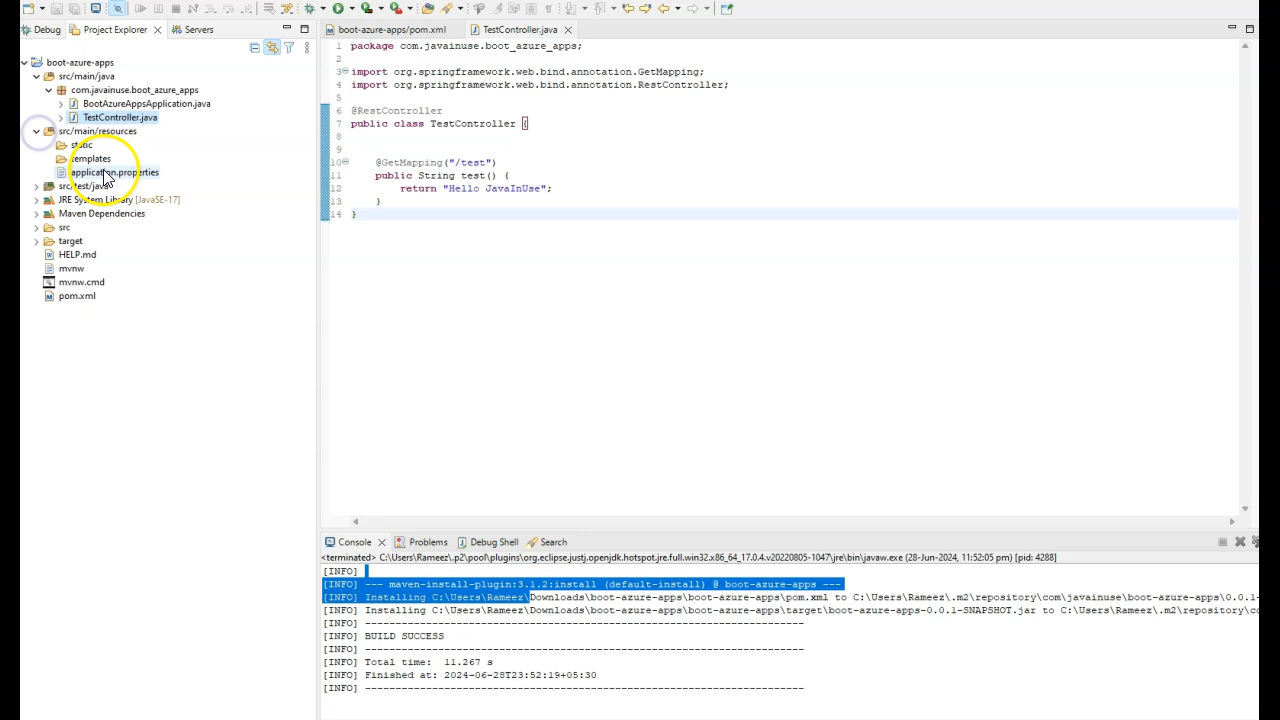 Debug
Project Explorer
Servers
boot-azure-apps
src/main/java
com.javainuse.boot_azure_apps
BootAzureAppsApplication.java
TestController.java
src/main/resources
static
templates
application.properties
src/test/java
JRE System Library [JavaSE-17]
Maven Dependencies
src
target
HELP.md
mvnw
mvnw.cmd
pom.xml
boot-azure-apps/pom.xml
TestController.java
1 package com.javainuse.boot_azure_apps;
2
3 import org.springframework.web.bind.annotation.GetMapping;
4 import org.springframework.web.bind.annotation.RestController;
5
6 @RestController
7 public class TestController {
8
9
10 @GetMapping("/test")
11 public String test() {
12 return "Hello JavaInUse";
13 }
14 }
Console
Problems
Debug Shell
Search
<terminated> C:\Users\Rameez\.p2\pool\plugins\org.eclipse.justj.openjdk.hotspot.jre.full.win32.x86_64_17.0.4.v20220805-1047\jre\bin\javaw.exe (28-Jun-2024, 11:52:05 pm) [pid: 4288]
[INFO]
[INFO] --- maven-install-plugin:3.1.2:install (default-install) @ boot-azure-apps ---
[INFO] Installing C:\Users\Rameez\Downloads\boot-azure-apps\boot-azure-apps\pom.xml to C:\Users\Rameez\.m2\repository\com\javainuse\boot-azure-apps\0.0.1-
[INFO] Installing C:\Users\Rameez\Downloads\boot-azure-apps\boot-azure-apps\target\boot-azure-apps-0.0.1-SNAPSHOT.jar to C:\Users\Rameez\.m2\repository\co
[INFO] ------------------------------------------------------------------------
[INFO] BUILD SUCCESS
[INFO] ------------------------------------------------------------------------
[INFO] Total time:  11.267 s
[INFO] Finished at: 2024-06-28T23:52:19+05:30
[INFO] ------------------------------------------------------------------------